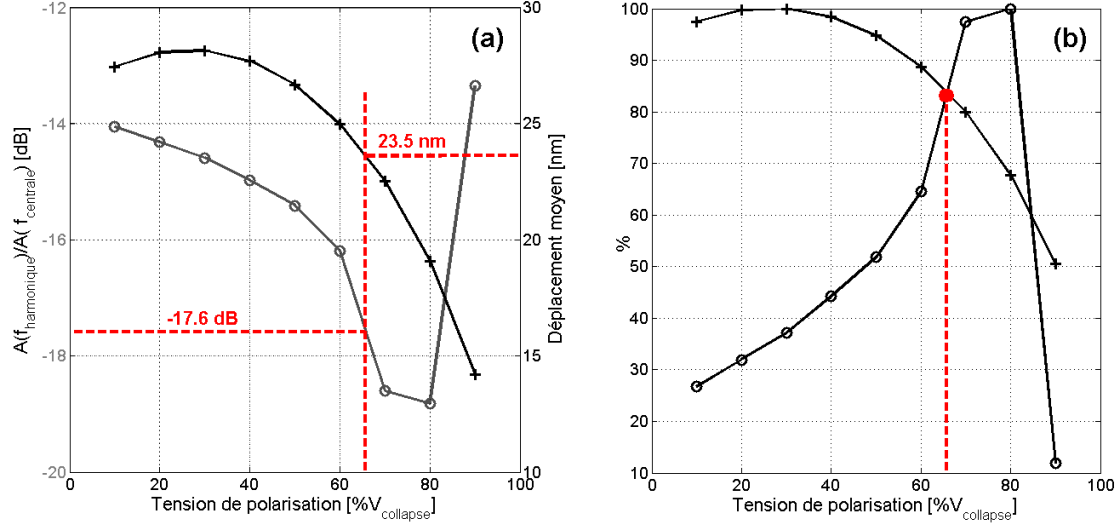 (a)
-12
-14
-16
-18
-20
A(f_harmonique)/A( f_centrale) [dB]
30
25
20
15
10
Déplacement moyen [nm]
23.5 nm
-17.6 dB
0 20 40 60 80 100
Tension de polarisation [%V_collapse]
(b)
100
90
80
70
60
50
40
30
20
10
%
0 20 40 60 80 100
Tension de polarisation [%V_collapse]